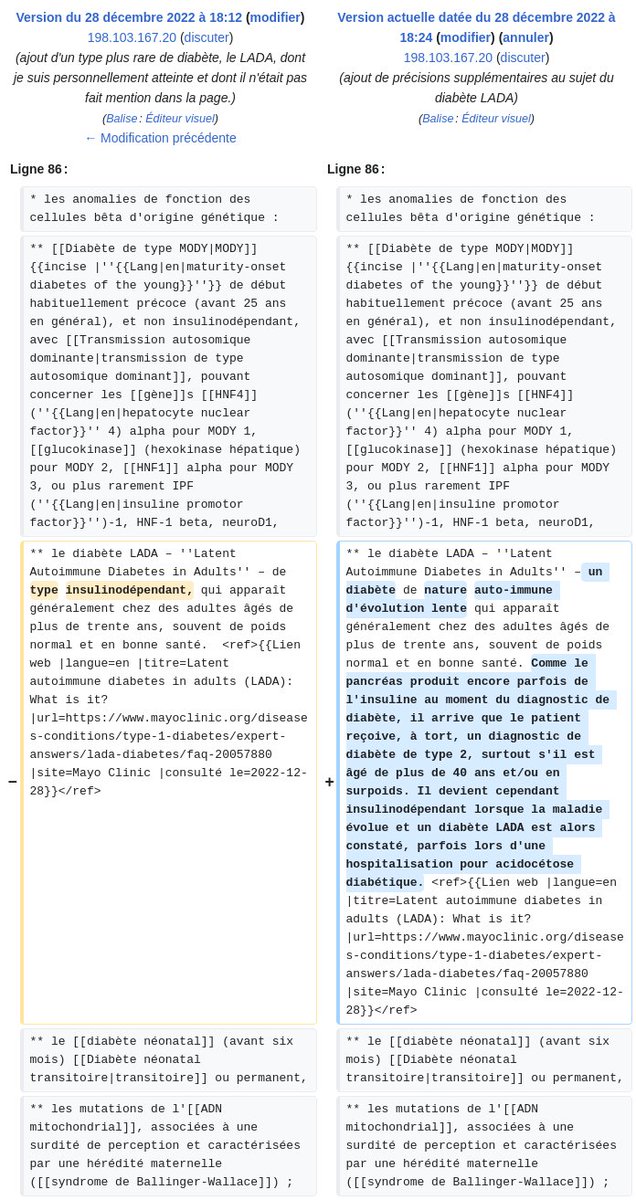 Version du 28 décembre 2022 à 18:12 (modifier)
198.103.167.20 (discuter)
(ajout d'un type plus rare de diabète, le LADA, dont
je suis personnellement atteinte et dont il n'était pas
fait mention dans la page.)
(Balise : Éditeur visuel)
← Modification précédente
Version actuelle datée du 28 décembre 2022 à
18:24 (modifier) (annuler)
198.103.167.20 (discuter)
(ajout de précisions supplémentaires au sujet du
diabète LADA)
(Balise : Éditeur visuel)
Ligne 86 :
Ligne 86 :
* les anomalies de fonction des
cellules bêta d'origine génétique :
* les anomalies de fonction des
cellules bêta d'origine génétique :
** [[Diabète de type MODY|MODY]]
{{incise |''{{Lang|en|maturity-onset
diabetes of the young}}''}} de début
habituellement précoce (avant 25 ans
en général), et non insulinodépendant,
avec [[Transmission autosomique
dominante|transmission de type
autosomique dominant]], pouvant
concerner les [[gène]]s [[HNF4]]
(''{{Lang|en|hepatocyte nuclear
factor}}'' 4) alpha pour MODY 1,
[[glucokinase]] (hexokinase hépatique)
pour MODY 2, [[HNF1]] alpha pour MODY
3, ou plus rarement IPF
(''{{Lang|en|insuline promotor
factor}}'')-1, HNF-1 beta, neuroD1,
** [[Diabète de type MODY|MODY]]
{{incise |''{{Lang|en|maturity-onset
diabetes of the young}}''}} de début
habituellement précoce (avant 25 ans
en général), et non insulinodépendant,
avec [[Transmission autosomique
dominante|transmission de type
autosomique dominant]], pouvant
concerner les [[gène]]s [[HNF4]]
(''{{Lang|en|hepatocyte nuclear
factor}}'' 4) alpha pour MODY 1,
[[glucokinase]] (hexokinase hépatique)
pour MODY 2, [[HNF1]] alpha pour MODY
3, ou plus rarement IPF
(''{{Lang|en|insuline promotor
factor}}'')-1, HNF-1 beta, neuroD1,
−
** le diabète LADA – ''Latent
Autoimmune Diabetes in Adults'' – de
type insulinodépendant, qui apparait
généralement chez des adultes âgés de
plus de trente ans, souvent de poids
normal et en bonne santé.  <ref>{{Lien
web |langue=en |titre=Latent
autoimmune diabetes in adults (LADA):
What is it?
|url=https://www.mayoclinic.org/disease
s-conditions/type-1-diabetes/expert-
answers/lada-diabetes/faq-20057880
|site=Mayo Clinic |consulté le=2022-12-
28}}</ref>
+
** le diabète LADA – ''Latent
Autoimmune Diabetes in Adults'' – un
diabète de nature auto-immune
d'évolution lente qui apparait
généralement chez des adultes âgés de
plus de trente ans, souvent de poids
normal et en bonne santé. Comme le
pancréas produit encore parfois de
l'insuline au moment du diagnostic de
diabète, il arrive que le patient
reçoive, à tort, un diagnostic de
diabète de type 2, surtout s'il est
âgé de plus de 40 ans et/ou en
surpoids. Il devient cependant
insulinodépendant lorsque la maladie
évolue et un diabète LADA est alors
constaté, parfois lors d'une
hospitalisation pour acidocétose
diabétique. <ref>{{Lien web |langue=en
|titre=Latent autoimmune diabetes in
adults (LADA): What is it?
|url=https://www.mayoclinic.org/disease
s-conditions/type-1-diabetes/expert-
answers/lada-diabetes/faq-20057880
|site=Mayo Clinic |consulté le=2022-12-
28}}</ref>
** le [[diabète néonatal]] (avant six
mois) [[Diabète néonatal
transitoire|transitoire]] ou permanent,
** le [[diabète néonatal]] (avant six
mois) [[Diabète néonatal
transitoire|transitoire]] ou permanent,
** les mutations de l'[[ADN
mitochondrial]], associées à une
surdité de perception et caractérisées
par une hérédité maternelle
([[syndrome de Ballinger-Wallace]]) ;
** les mutations de l'[[ADN
mitochondrial]], associées à une
surdité de perception et caractérisées
par une hérédité maternelle
([[syndrome de Ballinger-Wallace]]) ;